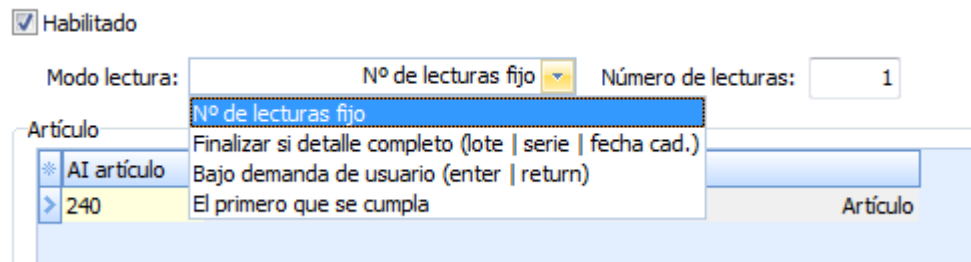 Habilitado
Modo lectura: Nº de lecturas fijo Número de lecturas: 1
Nº de lecturas fijo
Finalizar si detalle completo (lote | serie | fecha cad.)
Bajo demanda de usuario (enter | return)
El primero que se cumpla
Artículo
AI artículo
240 Artículo